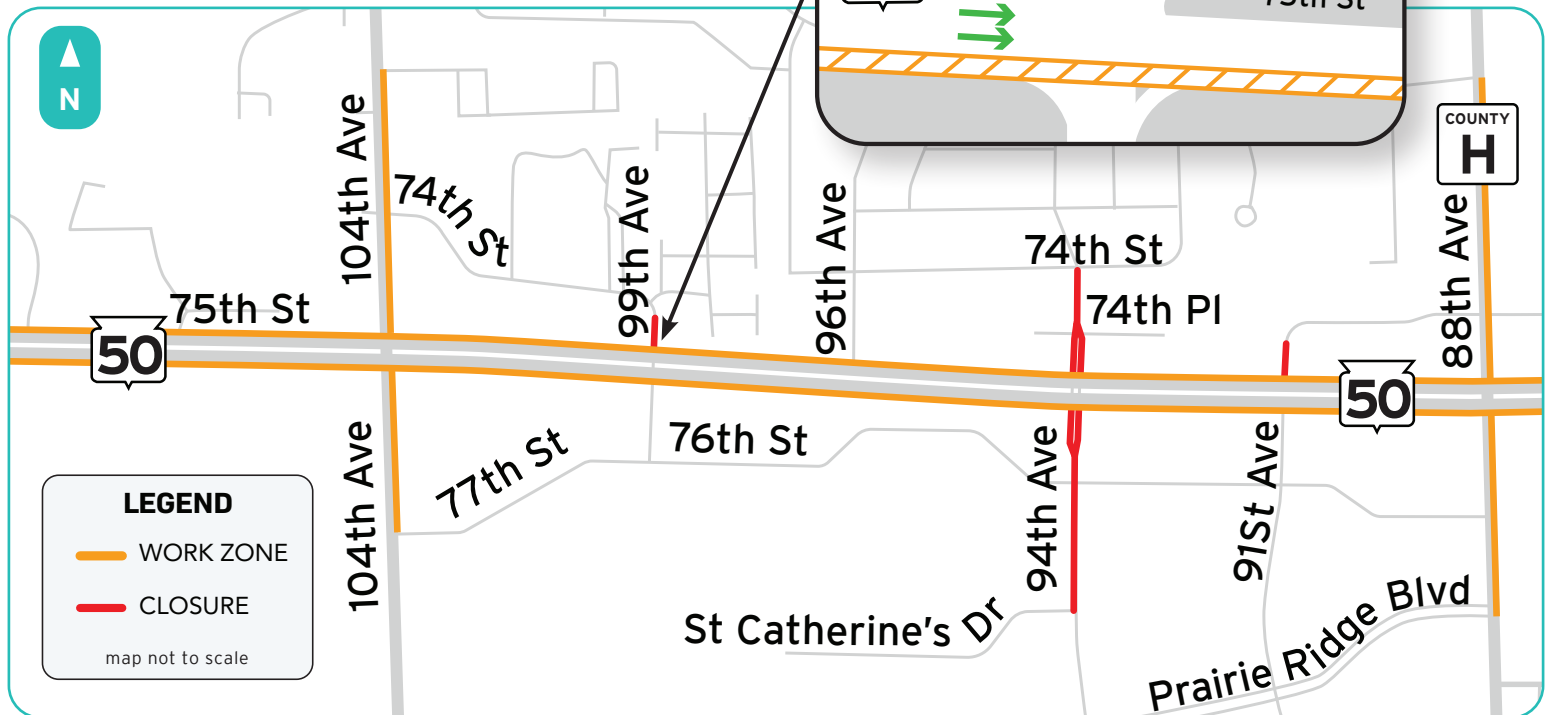 75th St
N
COUNTY
H
104th Ave
74th St
99th Ave
96th Ave
74th St
88th Ave
75th St
74th Pl
50
50
104th Ave
77th St
76th St
94th Ave
91St Ave
LEGEND
WORK ZONE
CLOSURE
map not to scale
St Catherine's Dr
Prairie Ridge Blvd